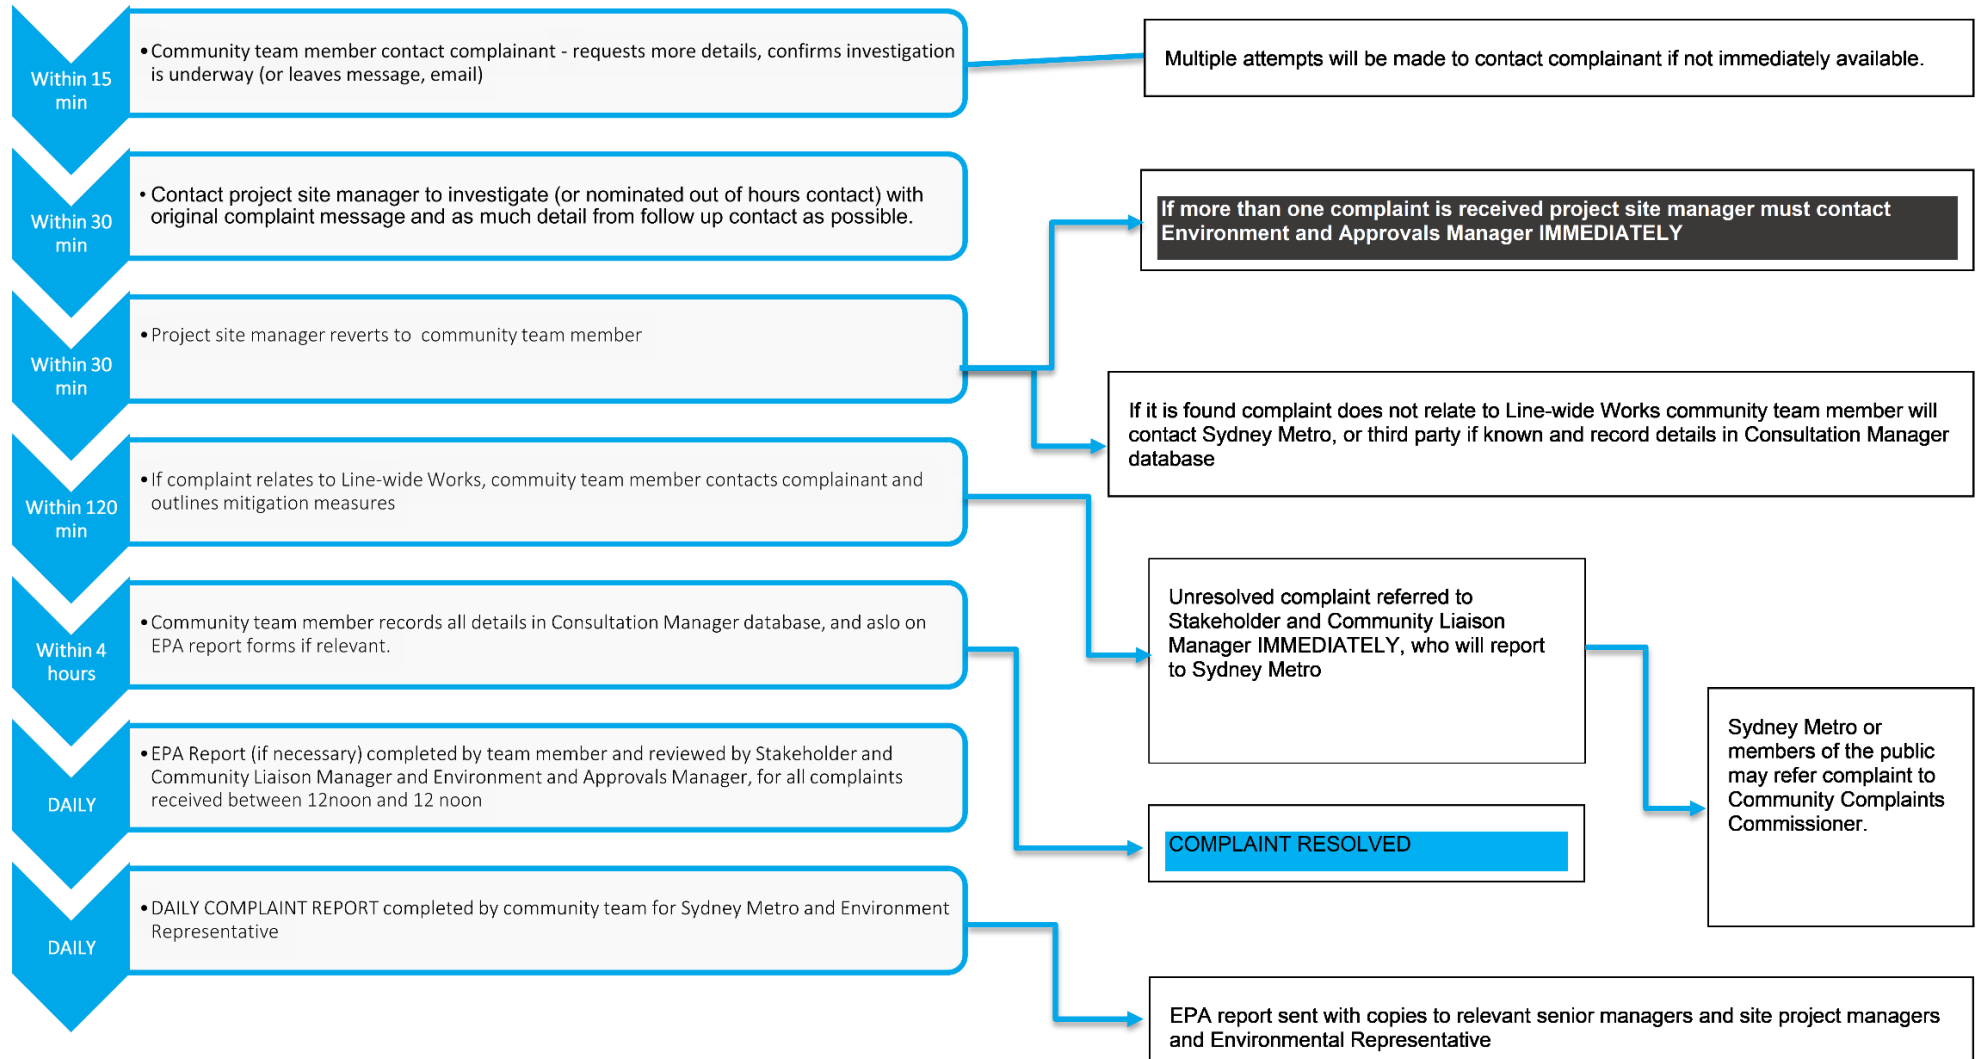 Within 15
min
•Community team member contact complainant - requests more details, confirms investigation
is underway (or leaves message, email)
Multiple attempts will be made to contact complainant if not immediately available.
Within 30
min
• Contact project site manager to investigate (or nominated out of hours contact) with
original complaint message and as much detail from follow up contact as possible.
If more than one complaint is received project site manager must contact
Environment and Approvals Manager IMMEDIATELY
Within 30
min
•Project site manager reverts to community team member
If it is found complaint does not relate to Line-wide Works community team member will
contact Sydney Metro, or third party if known and record details in Consultation Manager
database
Within 120
min
•If complaint relates to Line-wide Works, commuity team member contacts complainant and
outlines mitigation measures
Unresolved complaint referred to
Stakeholder and Community Liaison
Manager IMMEDIATELY, who will report
to Sydney Metro
Sydney Metro or
members of the public
may refer complaint to
Community Complaints
Commissioner.
Within 4
hours
•Community team member records all details in Consultation Manager database, and aslo on
EPA report forms if relevant.
COMPLAINT RESOLVED
DAILY
•EPA Report (if necessary) completed by team member and reviewed by Stakeholder and
Community Liaison Manager and Environment and Approvals Manager, for all complaints
received between 12noon and 12 noon
DAILY
•DAILY COMPLAINT REPORT completed by community team for Sydney Metro and Environment
Representative
EPA report sent with copies to relevant senior managers and site project managers
and Environmental Representative